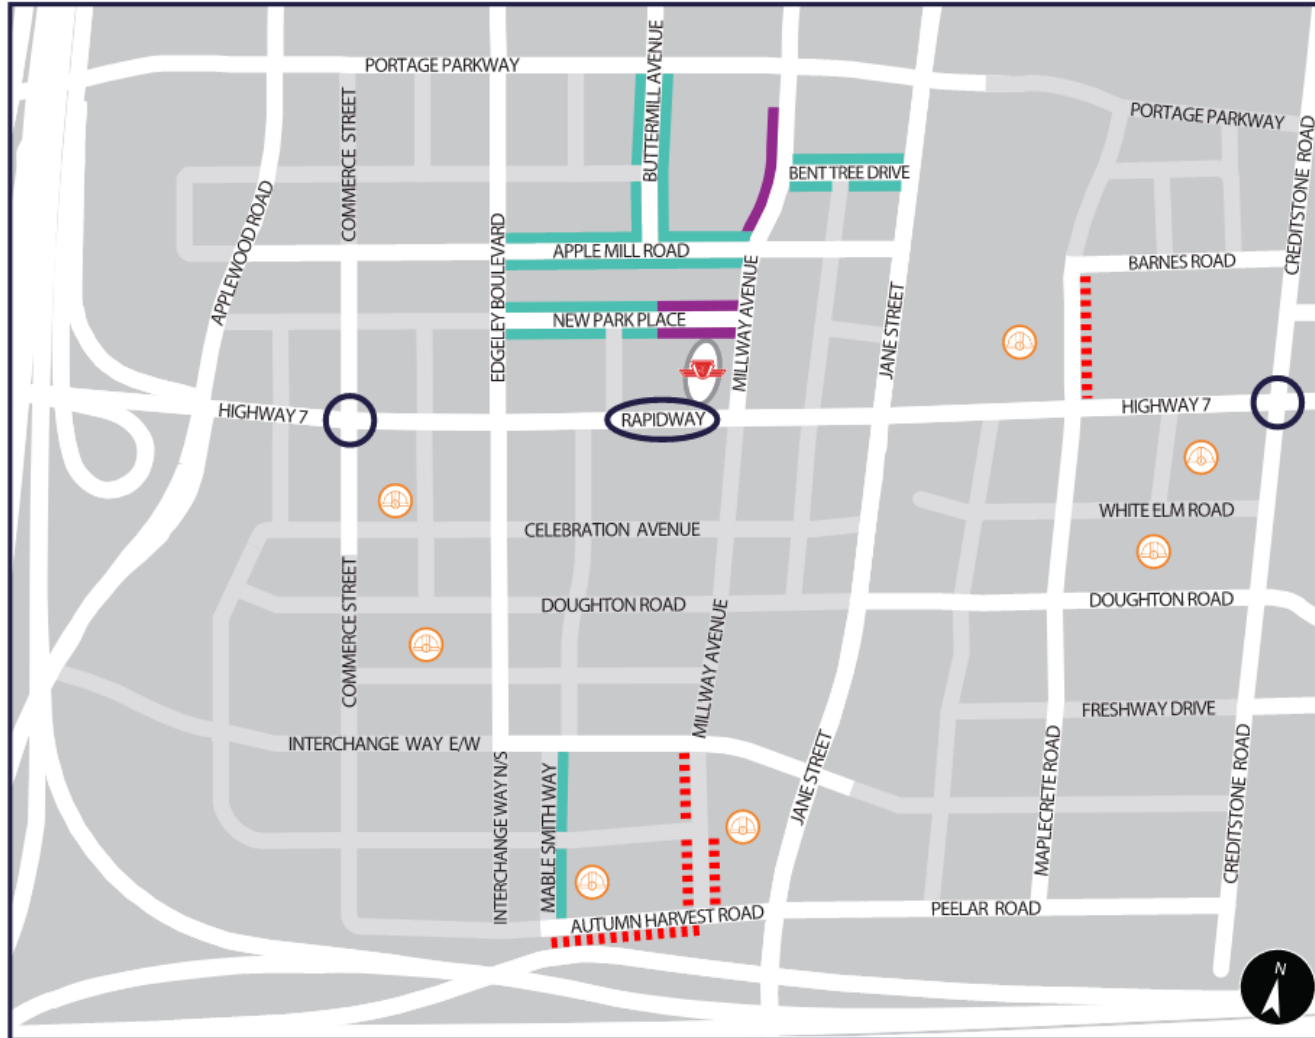 BUTTERMILL AVENUE
PORTAGE PARKWAY
COMMERCE STREET
PORTAGE PARKWAY
CREDITSTONE ROAD
BENT TREE DRIVE
APPLEWOOD ROAD
EDGELEY BOULEVARD
APPLE MILL ROAD
MILLWAY AVENUE
BARNES ROAD
JANE STREET
NEW PARK PLACE
HIGHWAY 7
RAPIDWAY
HIGHWAY 7
CELEBRATION AVENUE
WHITE ELM ROAD
COMMERCE STREET
DOUGHTON ROAD
MILLWAY AVENUE
DOUGHTON ROAD
FRESHWAY DRIVE
INTERCHANGE WAY E/W
INTERCHANGE WAY N/S
MABLE SMITH WAY
JANE STREET
MAPLECRETE ROAD
CREDITSTONE ROAD
AUTUMN HARVEST ROAD
PEELAR ROAD
N